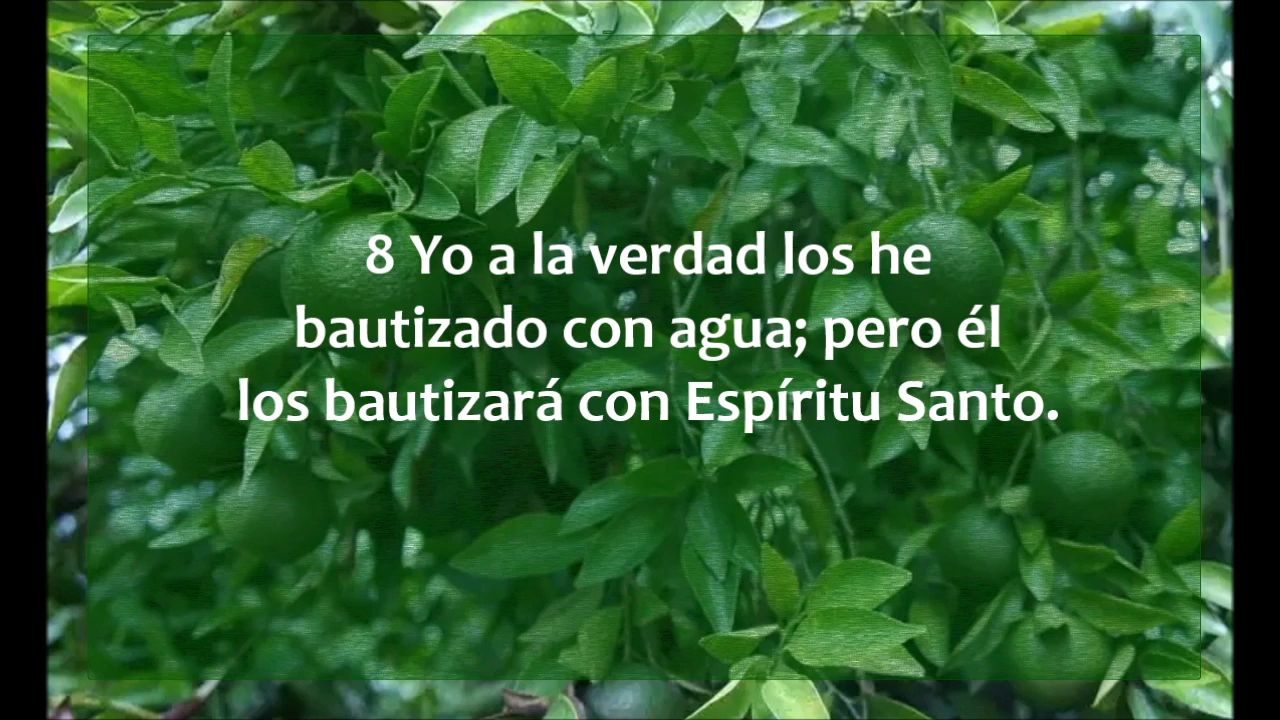 8 Yo a la verdad los he
bautizado con agua; pero él
los bautizará con Espíritu Santo.